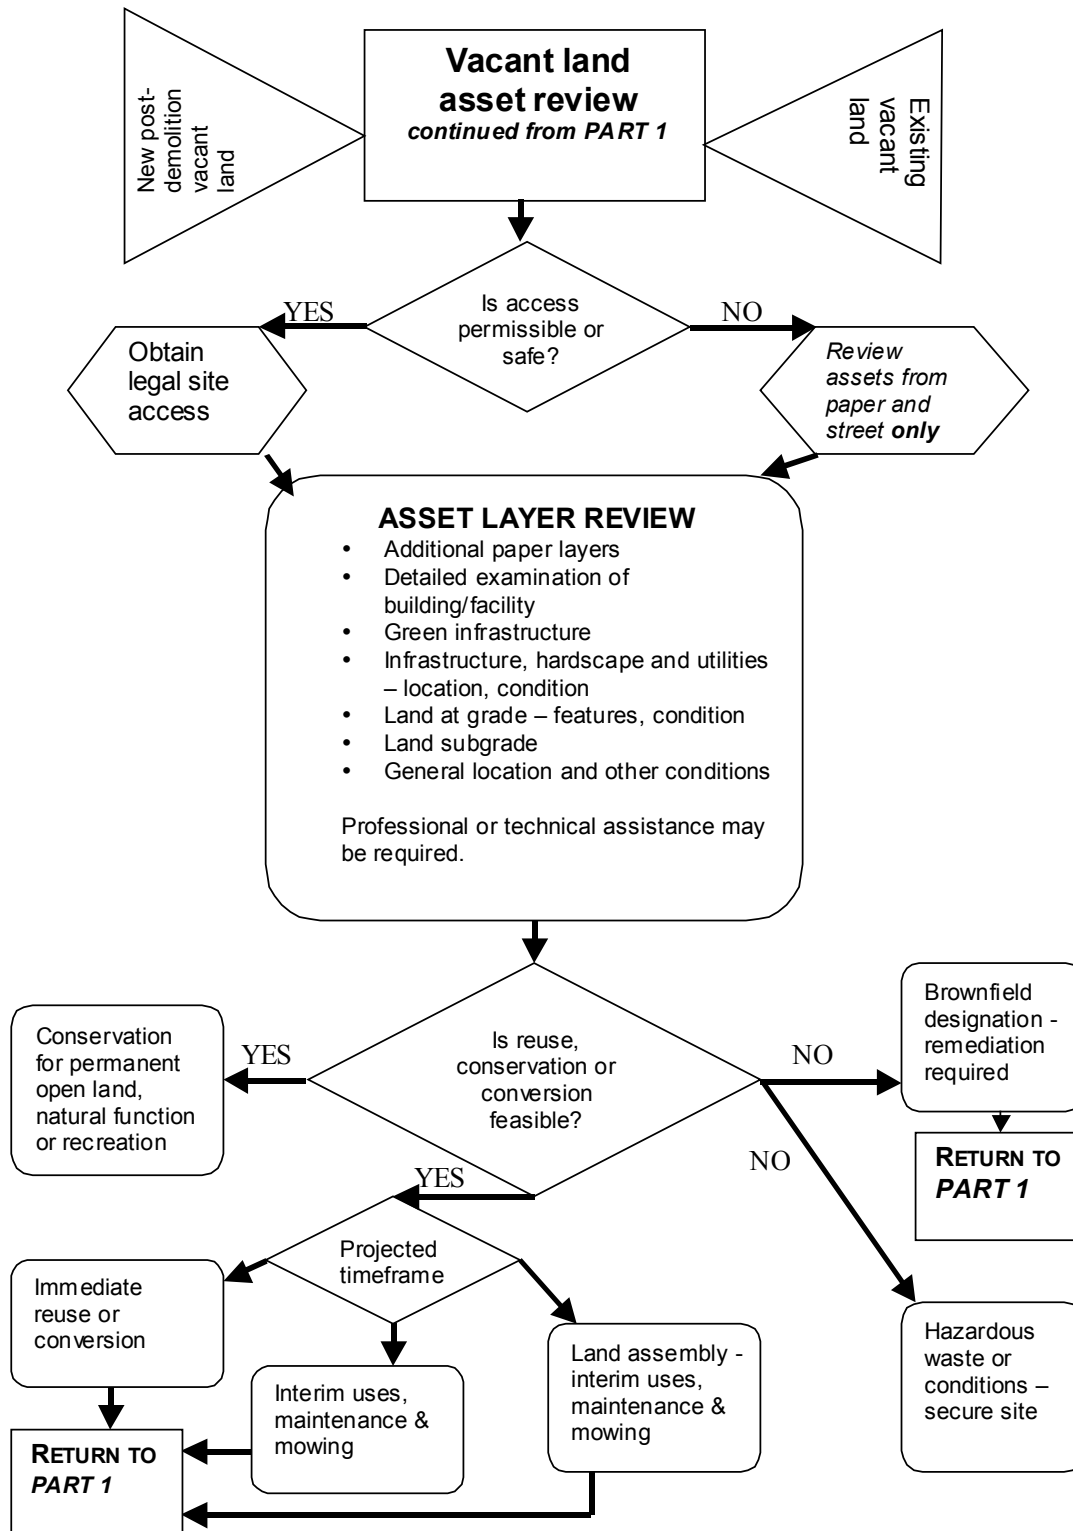 New post-
demolition
vacant
land
Vacant land
asset review
continued from PART 1
Existing
vacant
land
Is access
permissible or
safe?
YES
NO
Obtain
legal site
access
Review
assets from
paper and
street only
ASSET LAYER REVIEW
• Additional paper layers
• Detailed examination of
building/facility
• Green infrastructure
• Infrastructure, hardscape and utilities
– location, condition
• Land at grade – features, condition
• Land subgrade
• General location and other conditions
Professional or technical assistance may
be required.
Is reuse,
conservation or
conversion
feasible?
YES
Conservation
for permanent
open land,
natural function
or recreation
NO
Brownfield
designation -
remediation
required
RETURN TO
PART 1
NO
Hazardous
waste or
conditions –
secure site
YES
Projected
timeframe
Immediate
reuse or
conversion
Interim uses,
maintenance &
mowing
Land assembly -
interim uses,
maintenance &
mowing
RETURN TO
PART 1